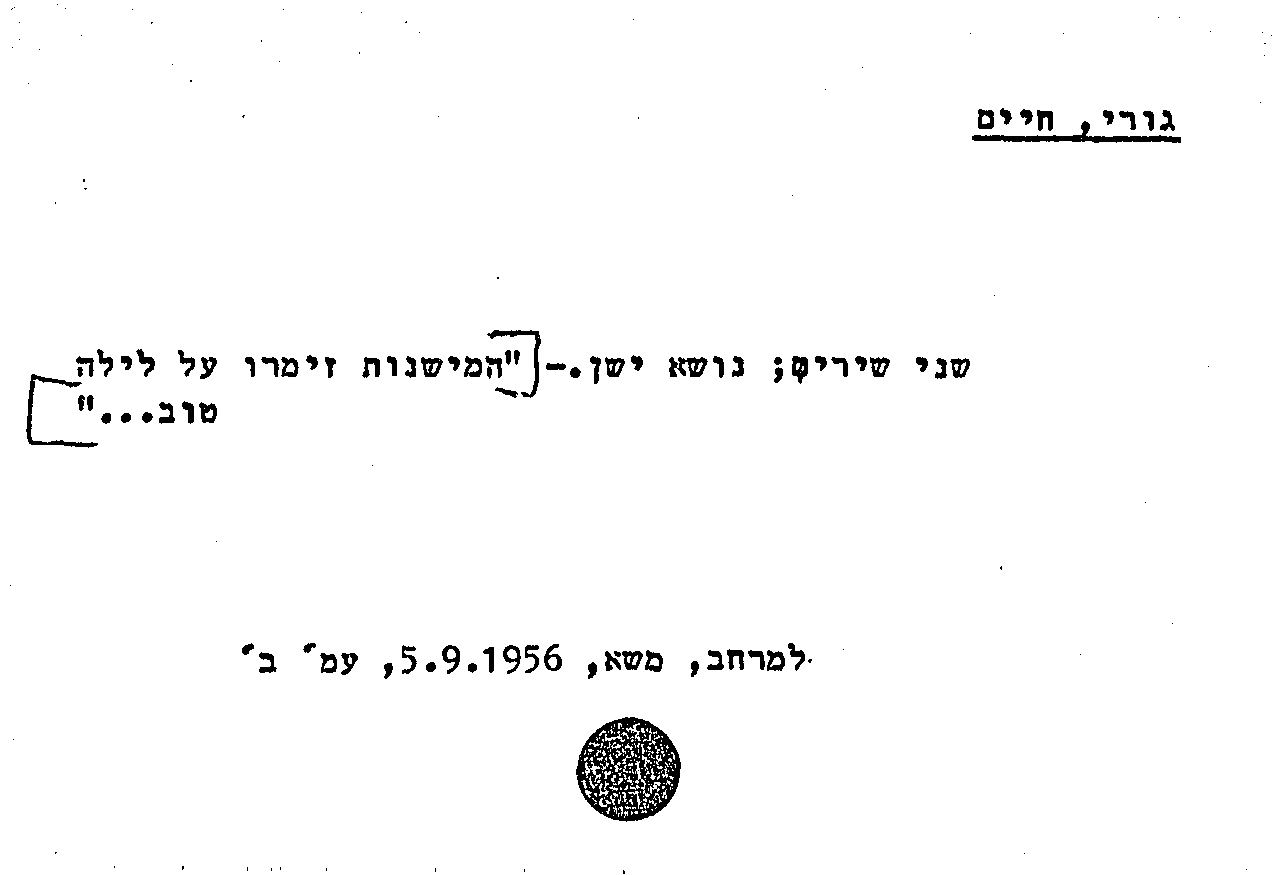 גורי, חיים
שני שירים; נושא ישן.-["המישנות זימרו על לילה
טוב..."]
למרחב, משא, 5.9.1956, עמ' ב'